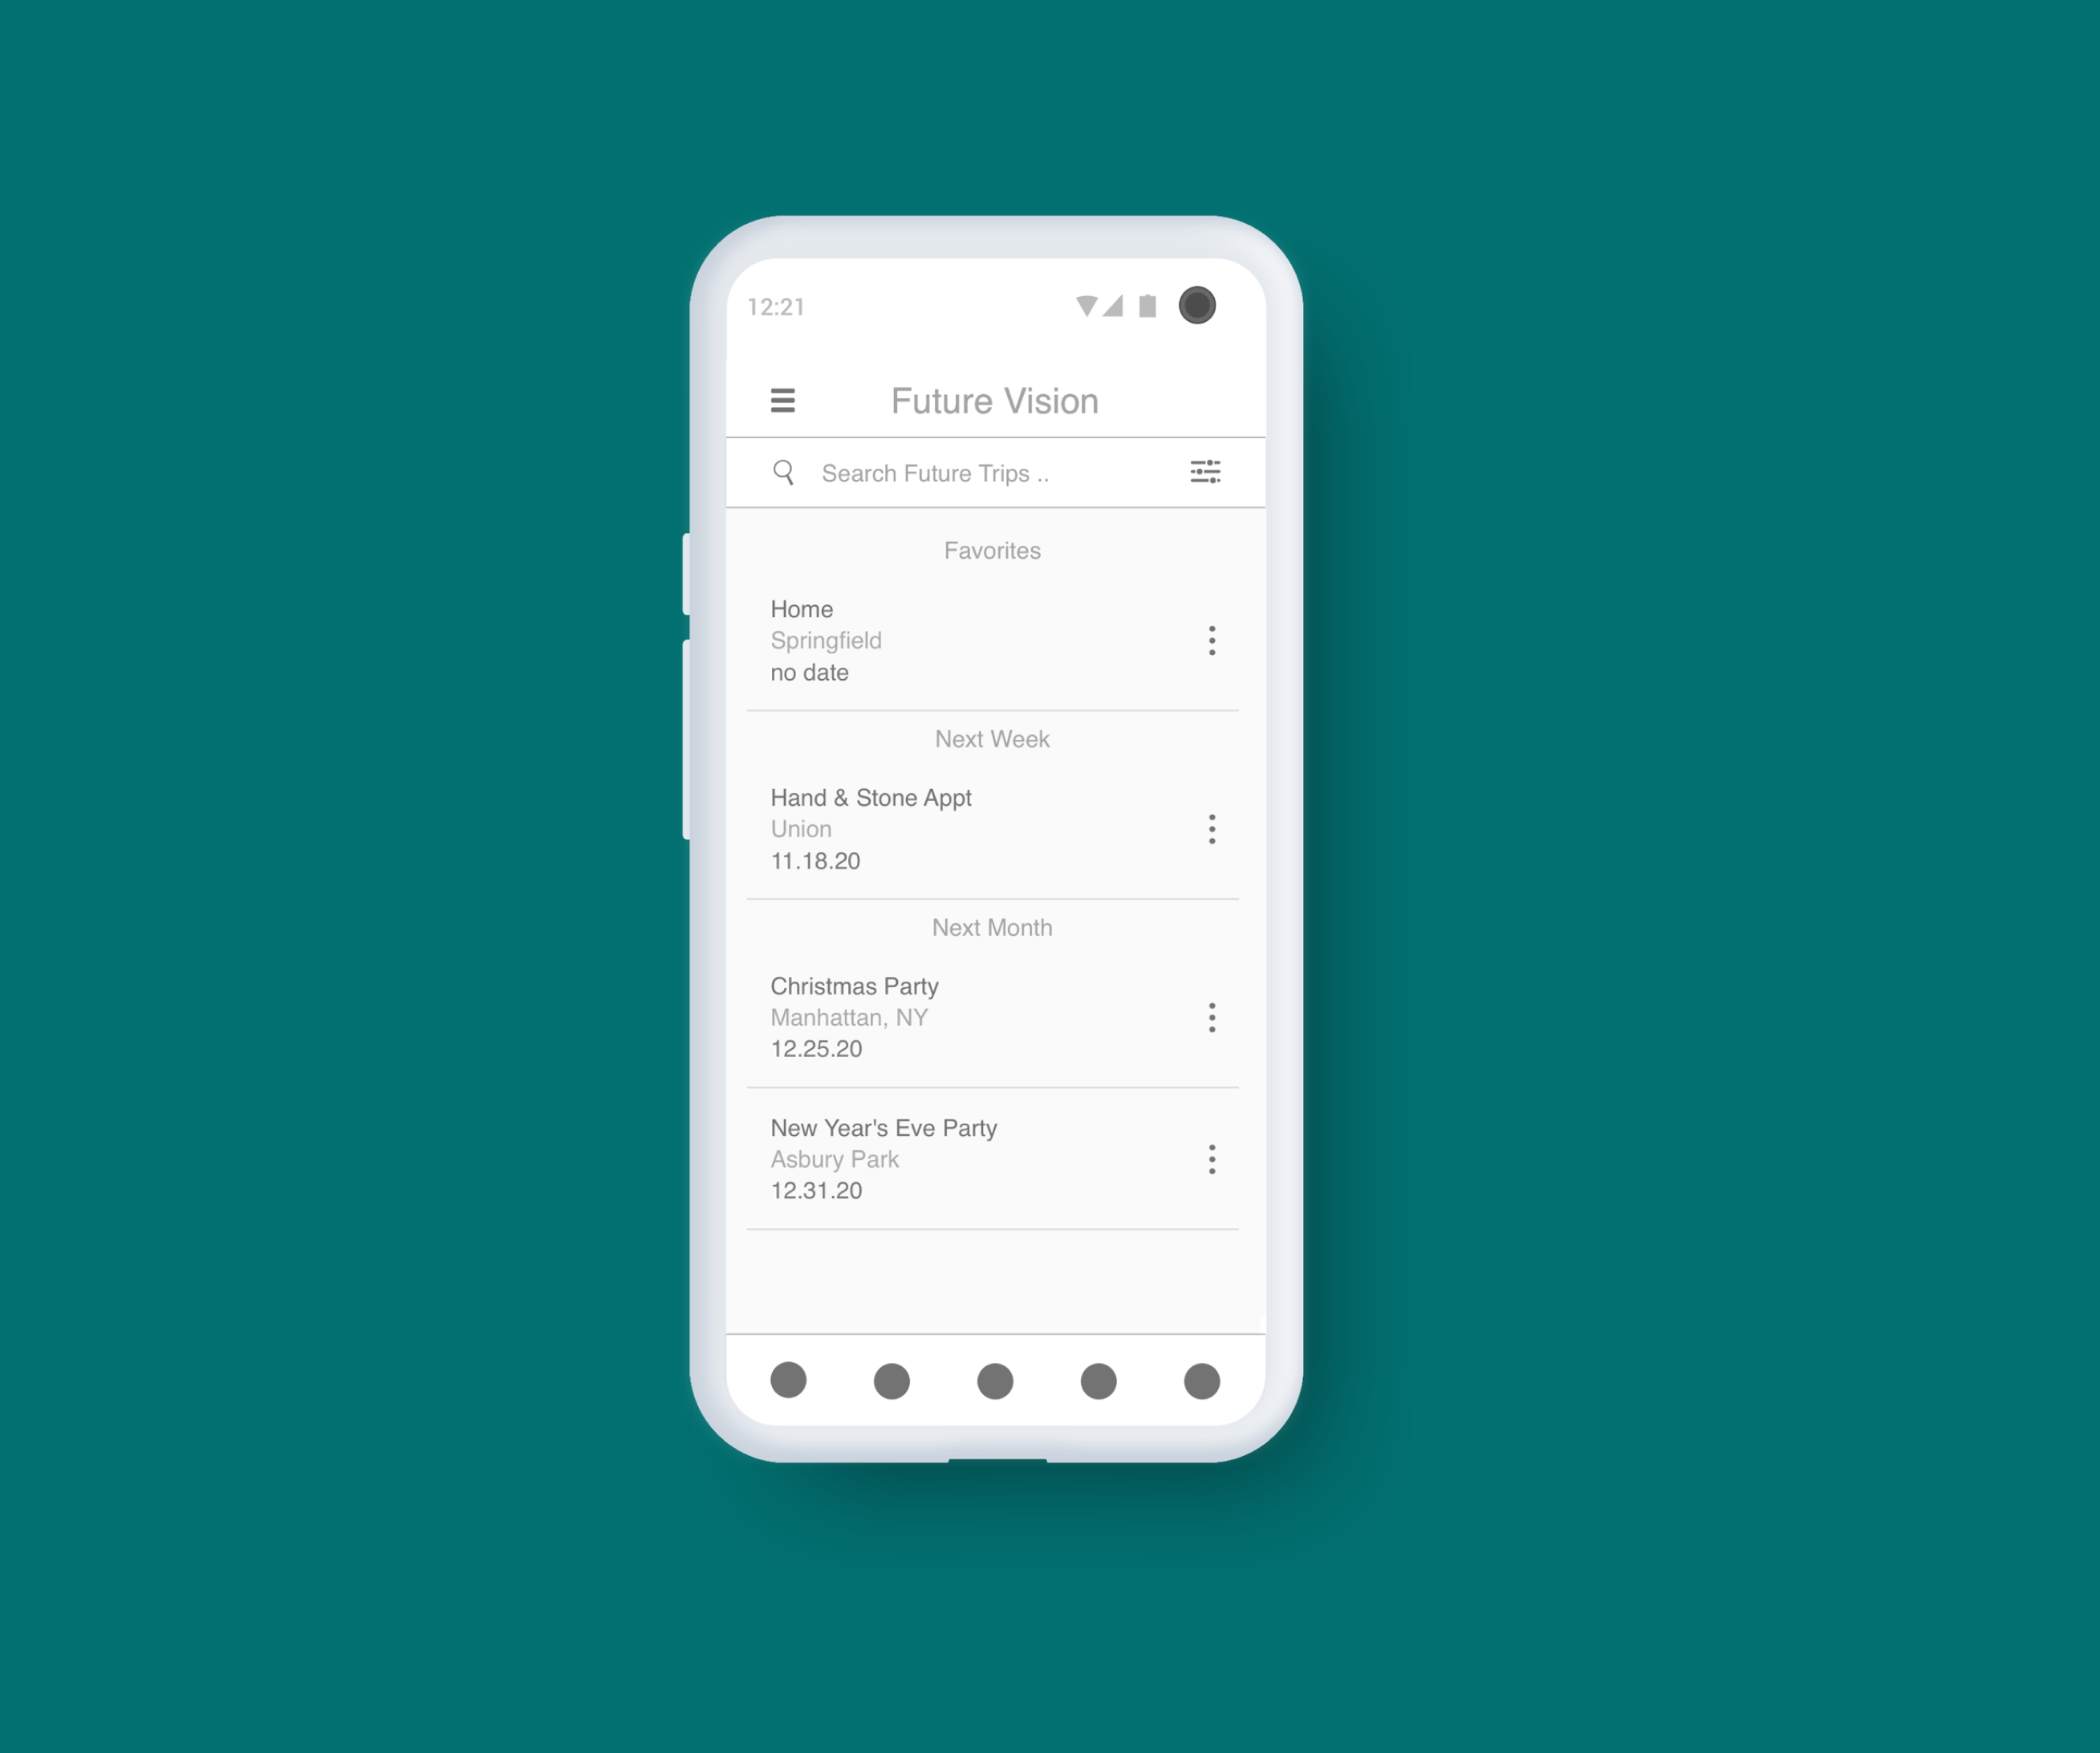 12:21
Future Vision
Search Future Trips ..
Favorites
Home
Springfield
no date
Next Week
Hand & Stone Appt
Union
11.18.20
Next Month
Christmas Party
Manhattan, NY
12.25.20
New Year's Eve Party
Asbury Park
12.31.20